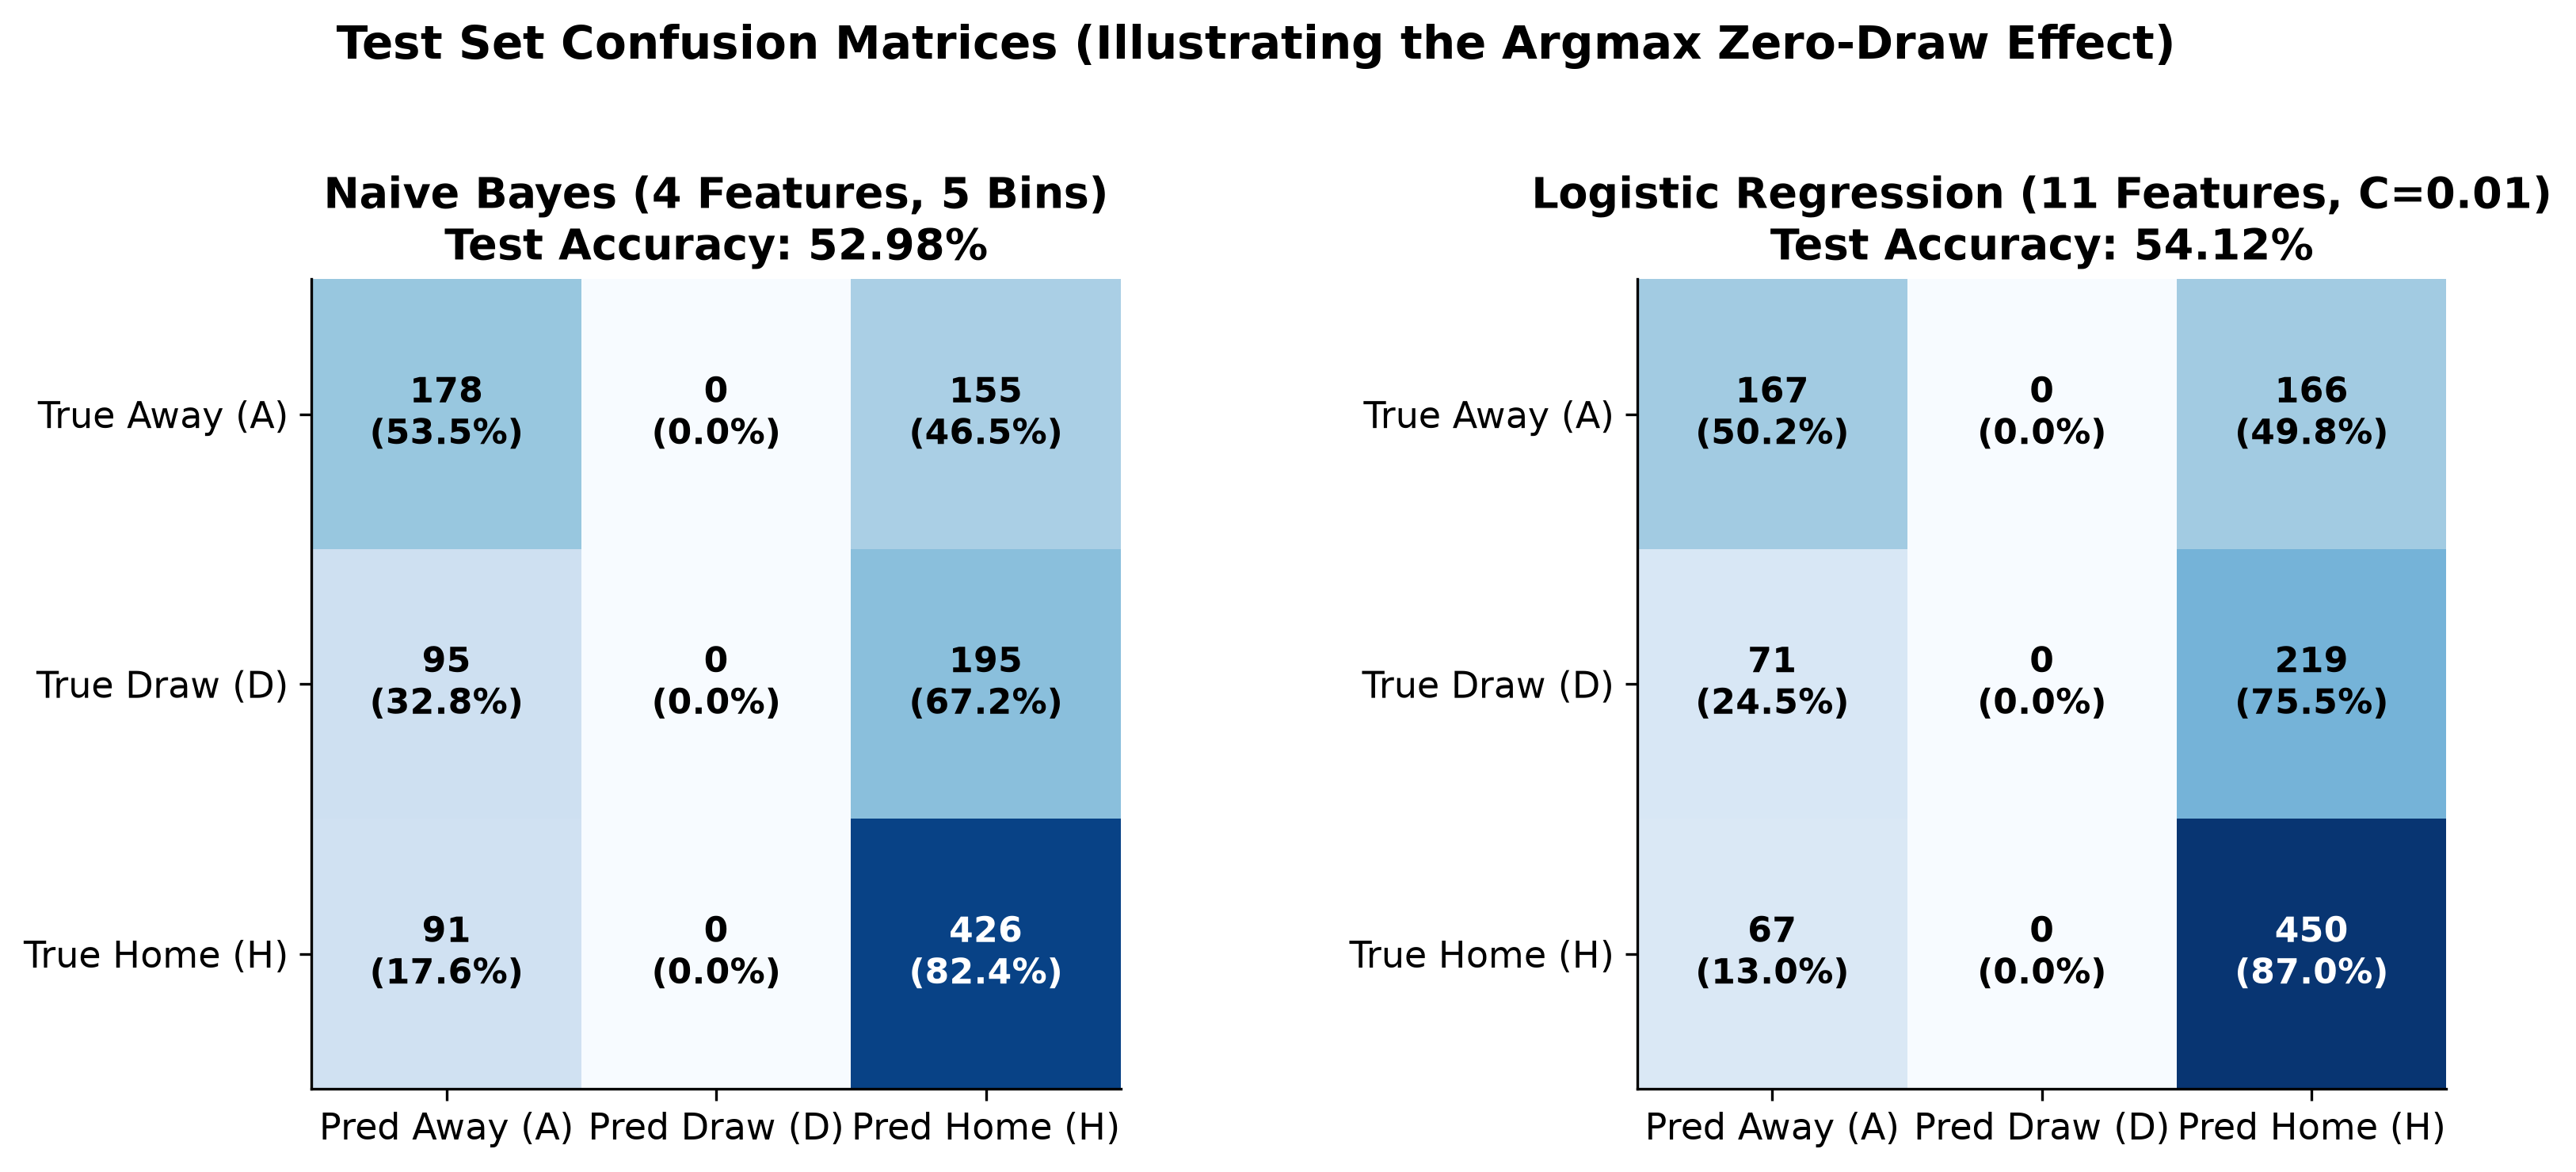 Test Set Confusion Matrices (Illustrating the Argmax Zero-Draw Effect)
Naive Bayes (4 Features, 5 Bins)
Test Accuracy: 52.98%
True Away (A)
178
(53.5%)
0
(0.0%)
155
(46.5%)
True Draw (D)
95
(32.8%)
0
(0.0%)
195
(67.2%)
True Home (H)
91
(17.6%)
0
(0.0%)
426
(82.4%)
Pred Away (A) Pred Draw (D) Pred Home (H)
Logistic Regression (11 Features, C=0.01)
Test Accuracy: 54.12%
True Away (A)
167
(50.2%)
0
(0.0%)
166
(49.8%)
True Draw (D)
71
(24.5%)
0
(0.0%)
219
(75.5%)
True Home (H)
67
(13.0%)
0
(0.0%)
450
(87.0%)
Pred Away (A) Pred Draw (D) Pred Home (H)